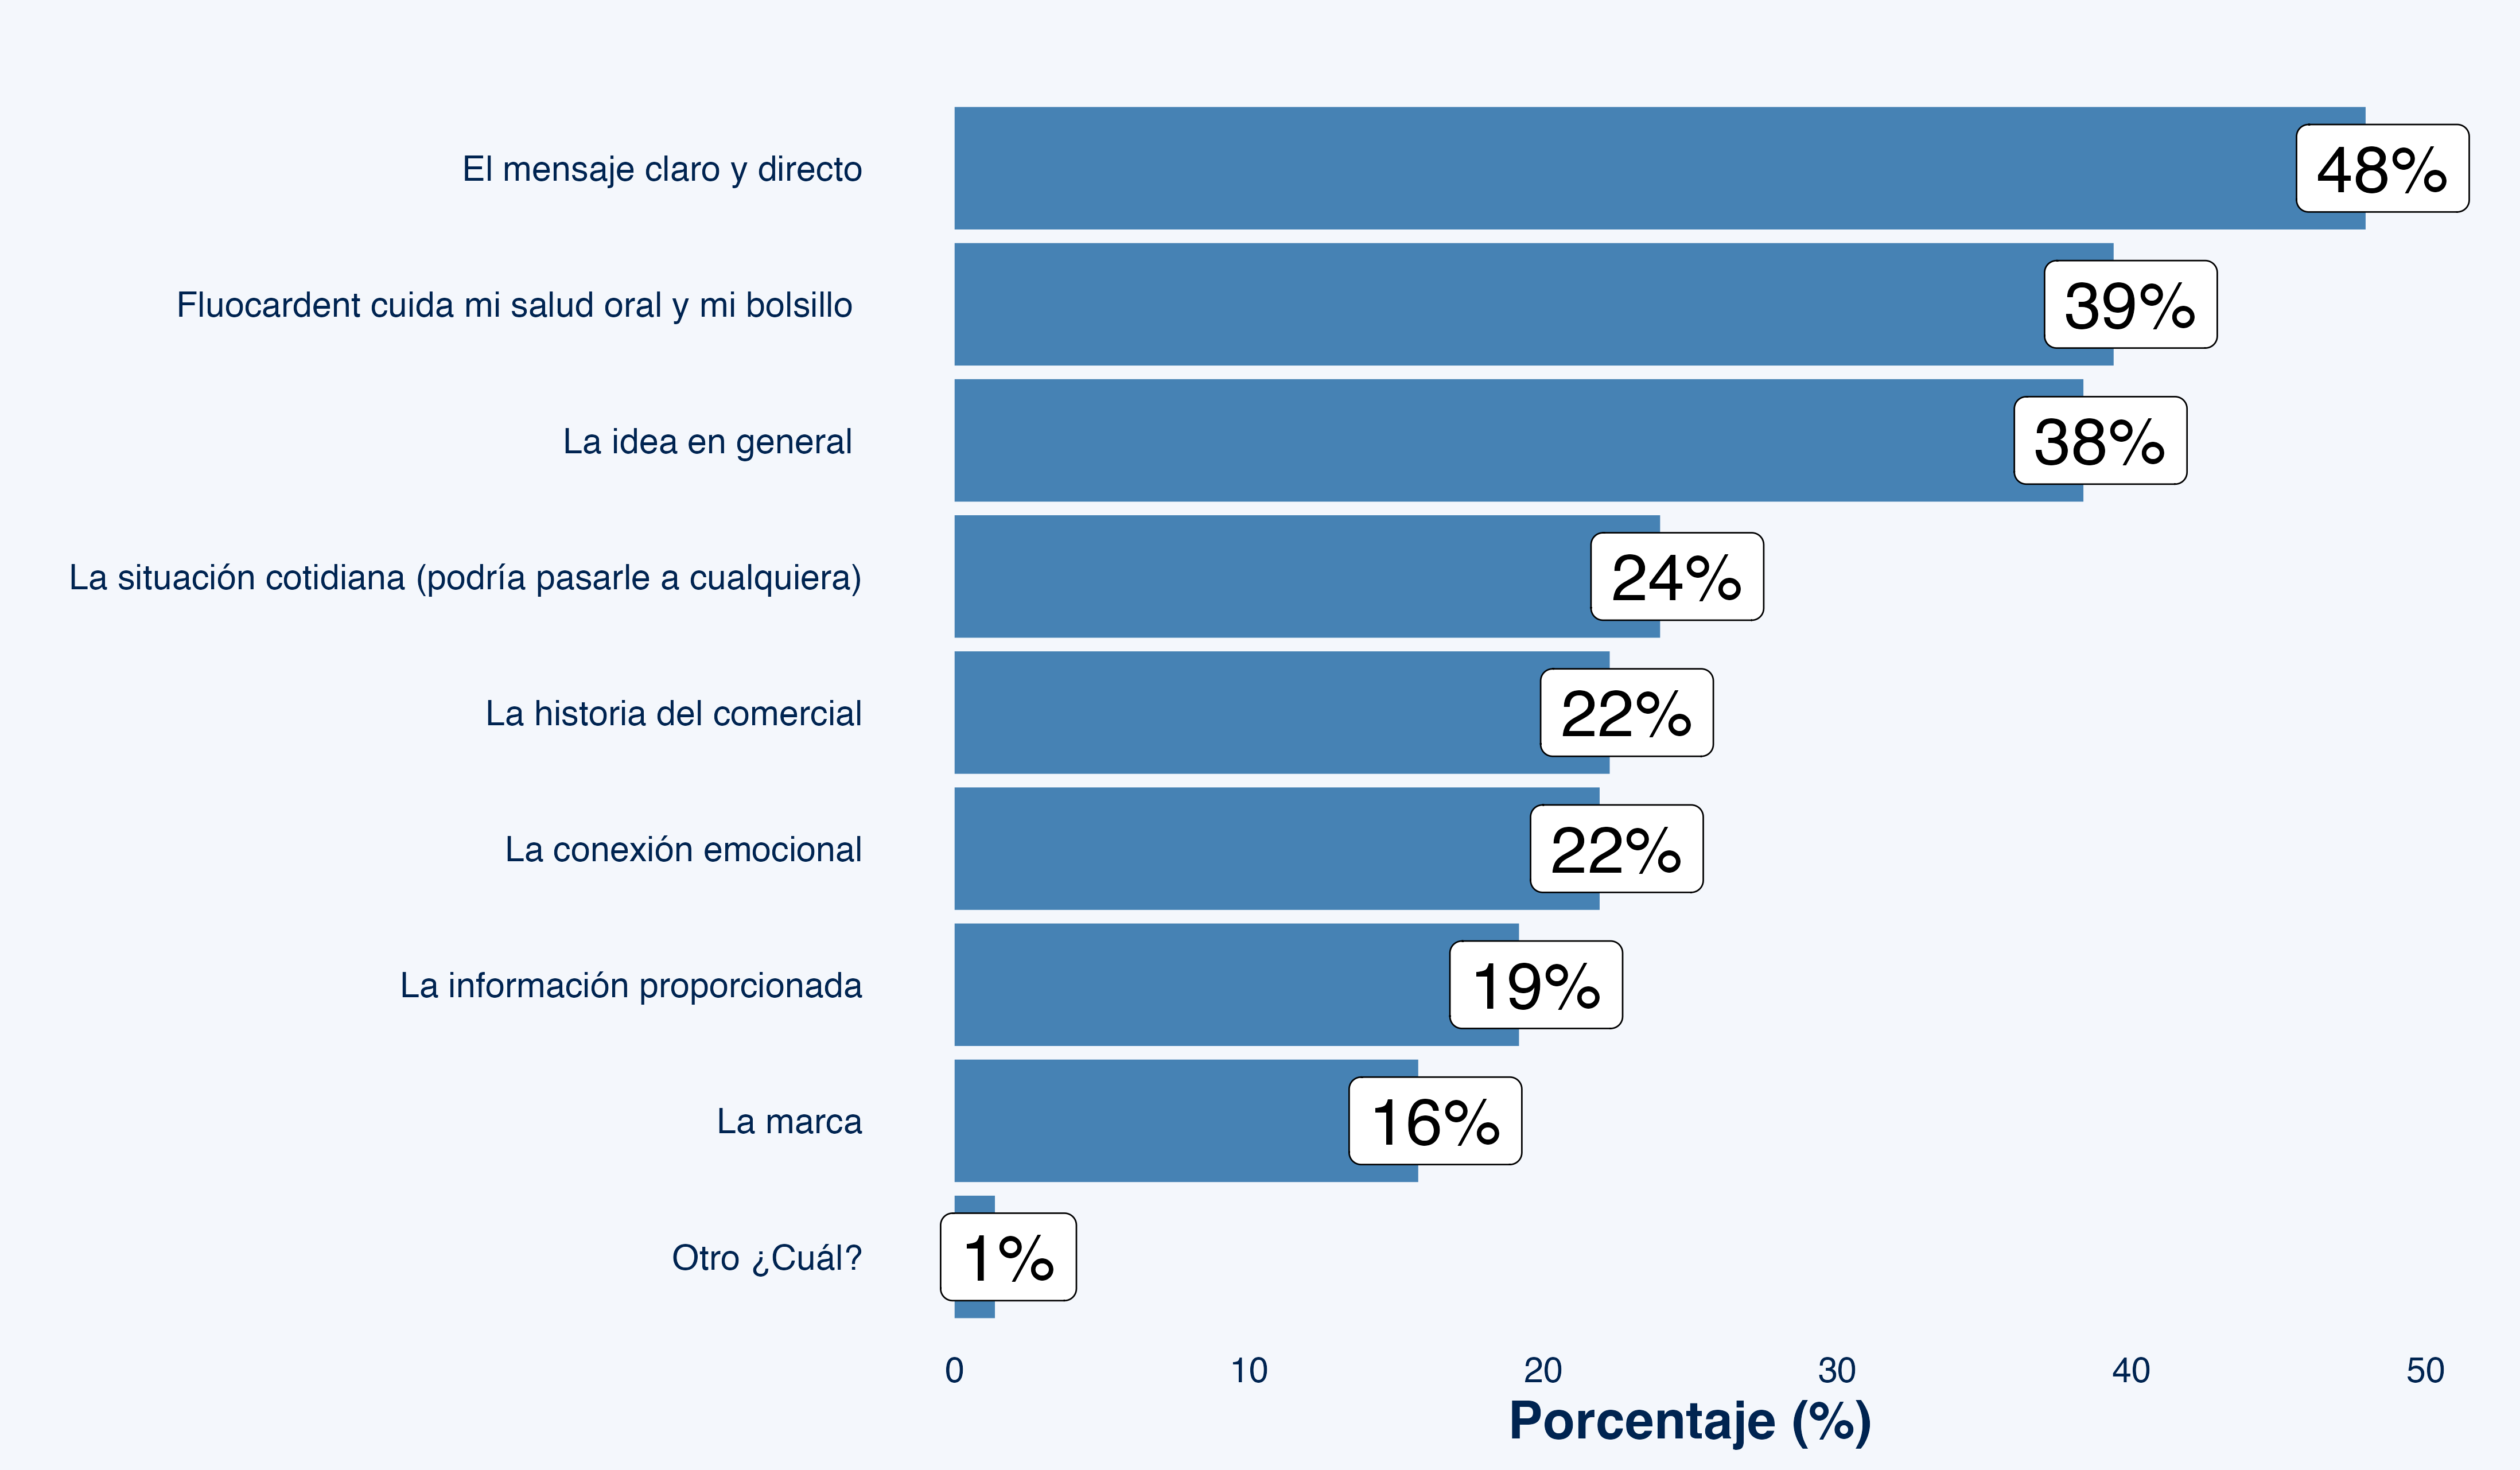 El mensaje claro y directo 48%
Fluocardent cuida mi salud oral y mi bolsillo 39%
La idea en general 38%
La situación cotidiana (podría pasarle a cualquiera) 24%
La historia del comercial 22%
La conexión emocional 22%
La información proporcionada 19%
La marca 16%
Otro ¿Cuál? 1%
0 10 20 30 40 50
Porcentaje (%)